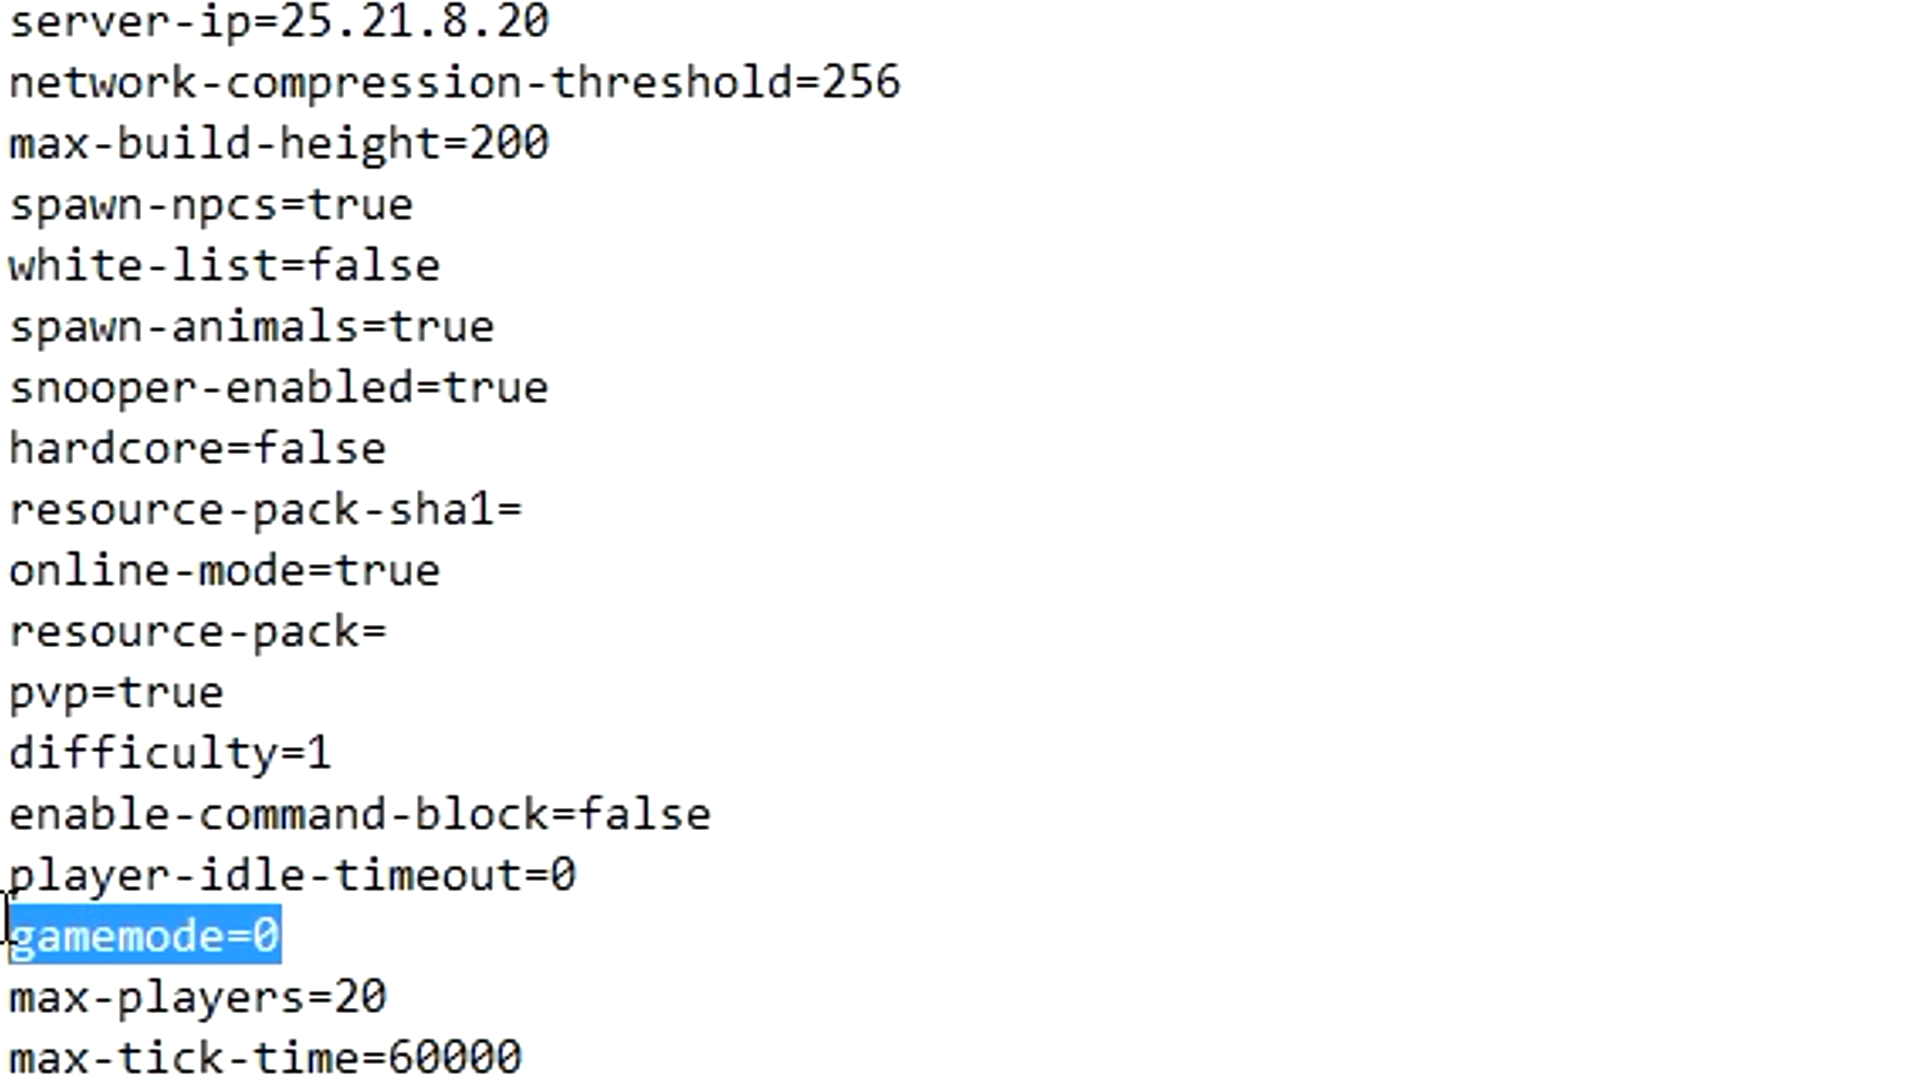 server-ip=25.21.8.20
network-compression-threshold=256
max-build-height=200
spawn-npcs=true
white-list=false
spawn-animals=true
snooper-enabled=true
hardcore=false
resource-pack-sha1=
online-mode=true
resource-pack=
pvp=true
difficulty=1
enable-command-block=false
player-idle-timeout=0
gamemode=0
max-players=20
max-tick-time=60000